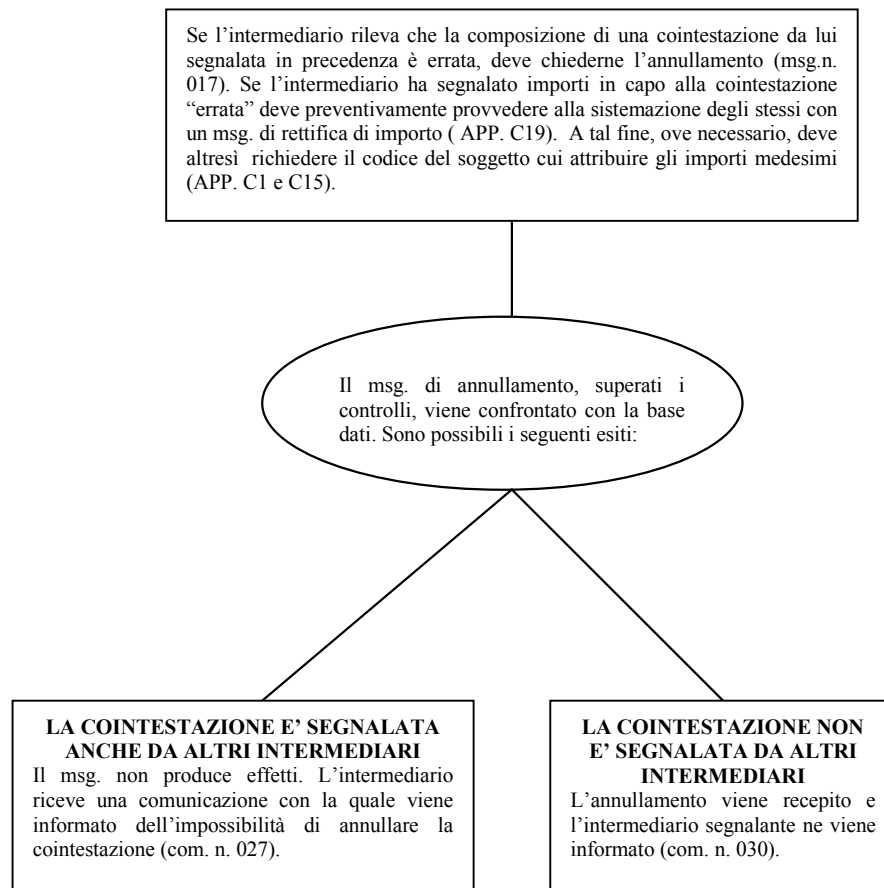 Se l’intermediario rileva che la composizione di una cointestazione da lui
segnalata in precedenza è errata, deve chiederne l’annullamento (msg.n.
017). Se l’intermediario ha segnalato importi in capo alla cointestazione
“errata” deve preventivamente provvedere alla sistemazione degli stessi con
un msg. di rettifica di importo ( APP. C19). A tal fine, ove necessario, deve
altresì richiedere il codice del soggetto cui attribuire gli importi medesimi
(APP. C1 e C15).
Il msg. di annullamento, superati i
controlli, viene confrontato con la base
dati. Sono possibili i seguenti esiti:
LA COINTESTAZIONE E’ SEGNALATA
ANCHE DA ALTRI INTERMEDIARI
Il msg. non produce effetti. L’intermediario
riceve una comunicazione con la quale viene
informato dell’impossibilità di annullare la
cointestazione (com. n. 027).
LA COINTESTAZIONE NON
E’ SEGNALATA DA ALTRI
INTERMEDIARI
L’annullamento viene recepito e
l’intermediario segnalante ne viene
informato (com. n. 030).